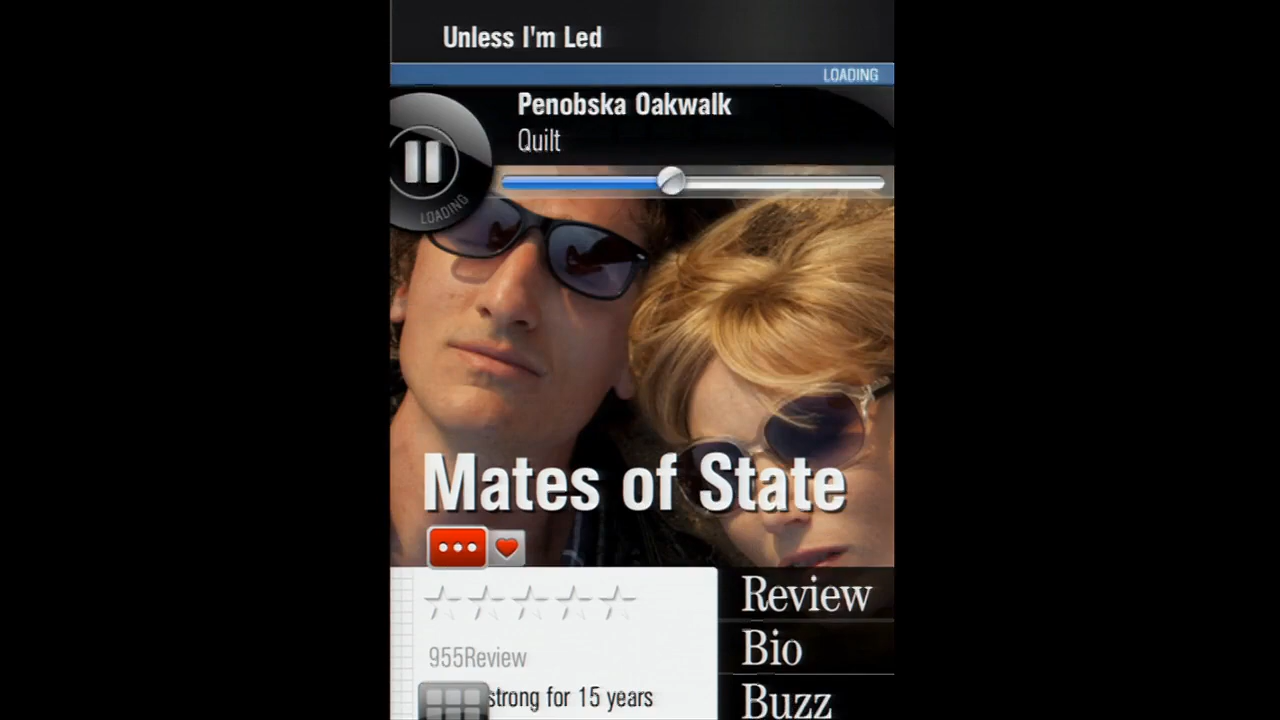 Unless I'm Led
LOADING
Penobska Oakwalk
Quilt
LOADING
Mates of State
Review
955Review
Bio
strong for 15 years
Buzz